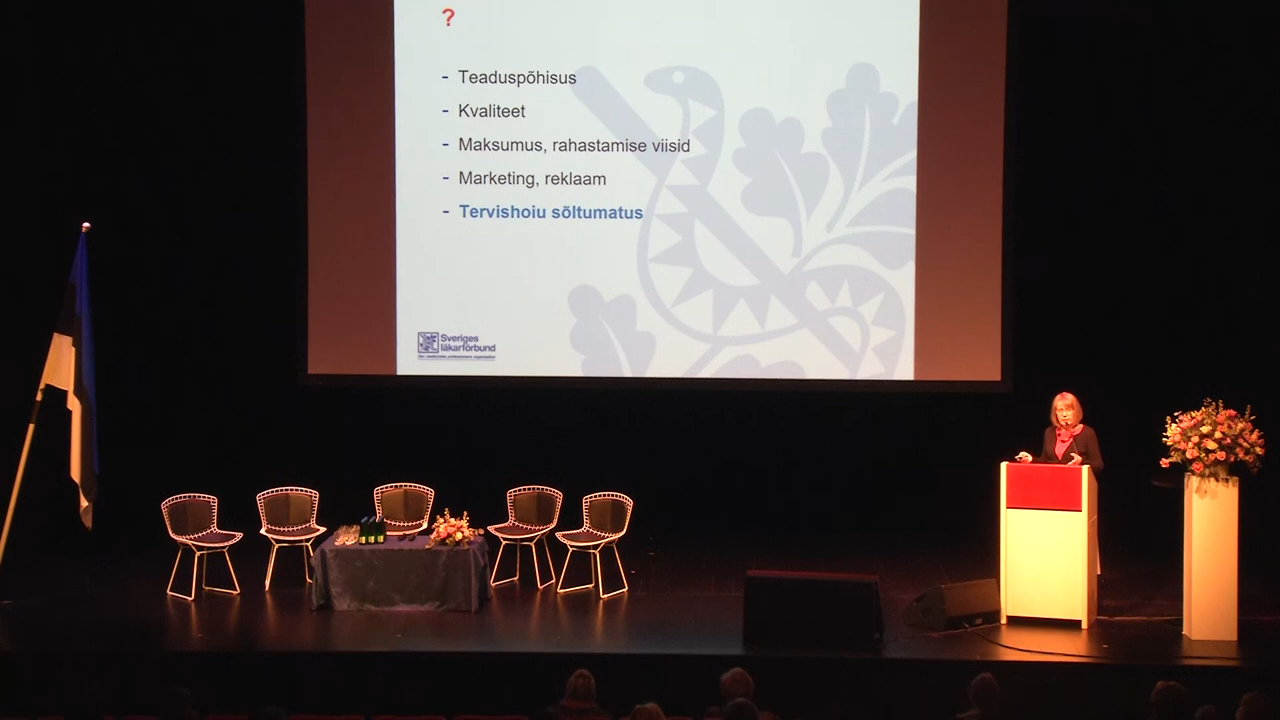 ?
- Teaduspõhisus
- Kvaliteet
- Maksumus, rahastamise viisid
- Marketing, reklaam
- Tervishoiu sõltumatus
Sveriges
läkarförbund